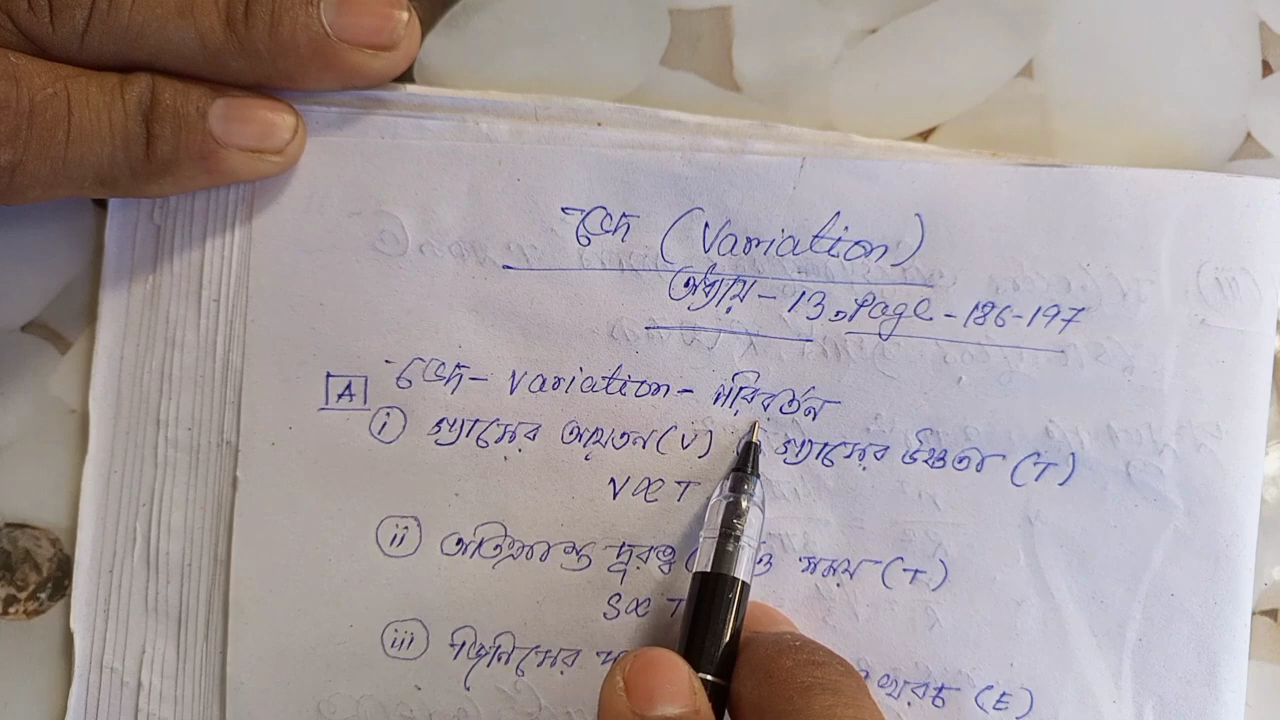 ভেদ (Variation)
অধ্যায় - 13, Page - 186-197
A ভেদ - variation - পরিবর্তন
i গ্যাসের আয়তন (V) গ্যাসের উষ্ণতা (T)
V ∝ T
ii অতিক্রান্ত দূরত্ব ( ও সময় (T)
S ∝ T
iii জিনিসের খরচ (E)